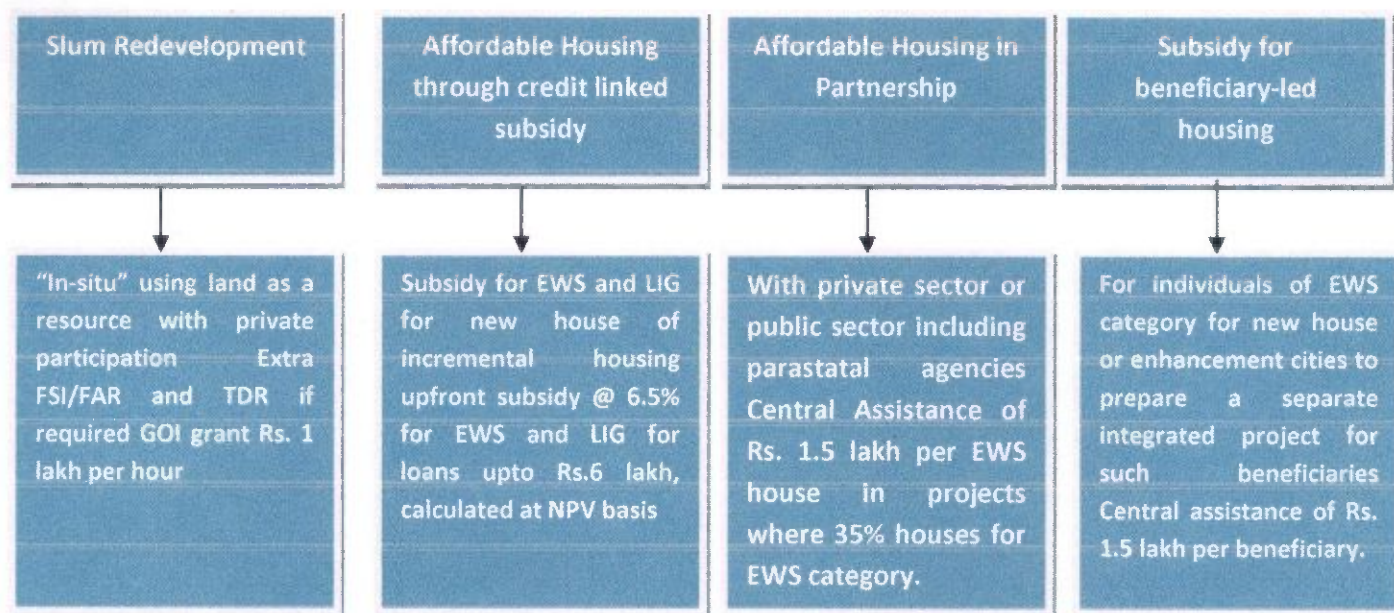 Slum Redevelopment
Affordable Housing
through credit linked
subsidy
Affordable Housing in
Partnership
Subsidy for
beneficiary-led
housing
"In-situ" using land as a
resource with private
participation Extra
FSI/FAR and TDR if
required GOI grant Rs. 1
lakh per hour
Subsidy for EWS and LIG
for new house of
incremental housing
upfront subsidy @ 6.5%
for EWS and LIG for
loans upto Rs.6 lakh,
calculated at NPV basis
With private sector or
public sector including
parastatal agencies
Central Assistance of
Rs. 1.5 lakh per EWS
house in projects
where 35% houses for
EWS category.
For individuals of EWS
category for new house
or enhancement cities to
prepare a separate
integrated project for
such beneficiaries
Central assistance of Rs.
1.5 lakh per beneficiary.